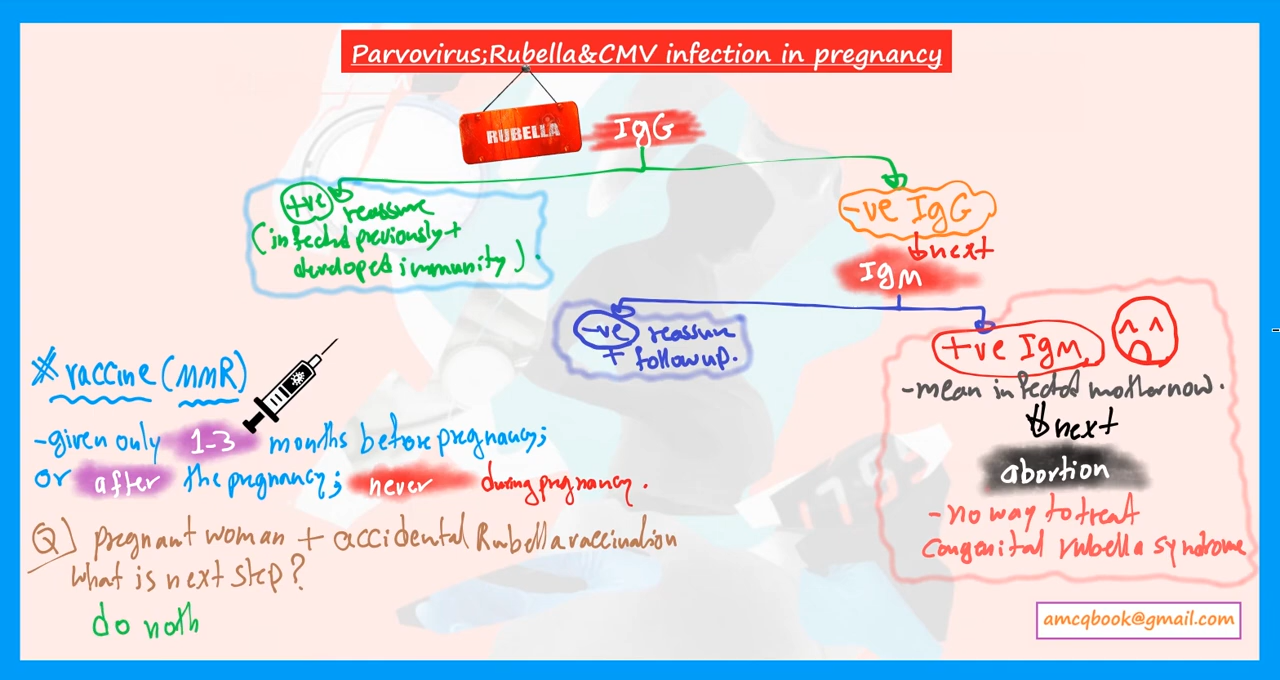 Parvovirus;Rubella&CMV infection in pregnancy
RUBELLA
IgG
+ve reassure
(infected previously +
developed immunity).
-ve IgG
next
IgM
-ve reassure
+ follow up.
+ve IgM
-mean infected mother now.
next
abortion
-no way to treat
Congenital rubella syndrome
* vaccine (MMR)
-given only 1-3 months before pregnancy;
or after the pregnancy; never during pregnancy.
Q) pregnant woman + accidental Rubella vaccination
what is next step?
do noth
amcqbook@gmail.com